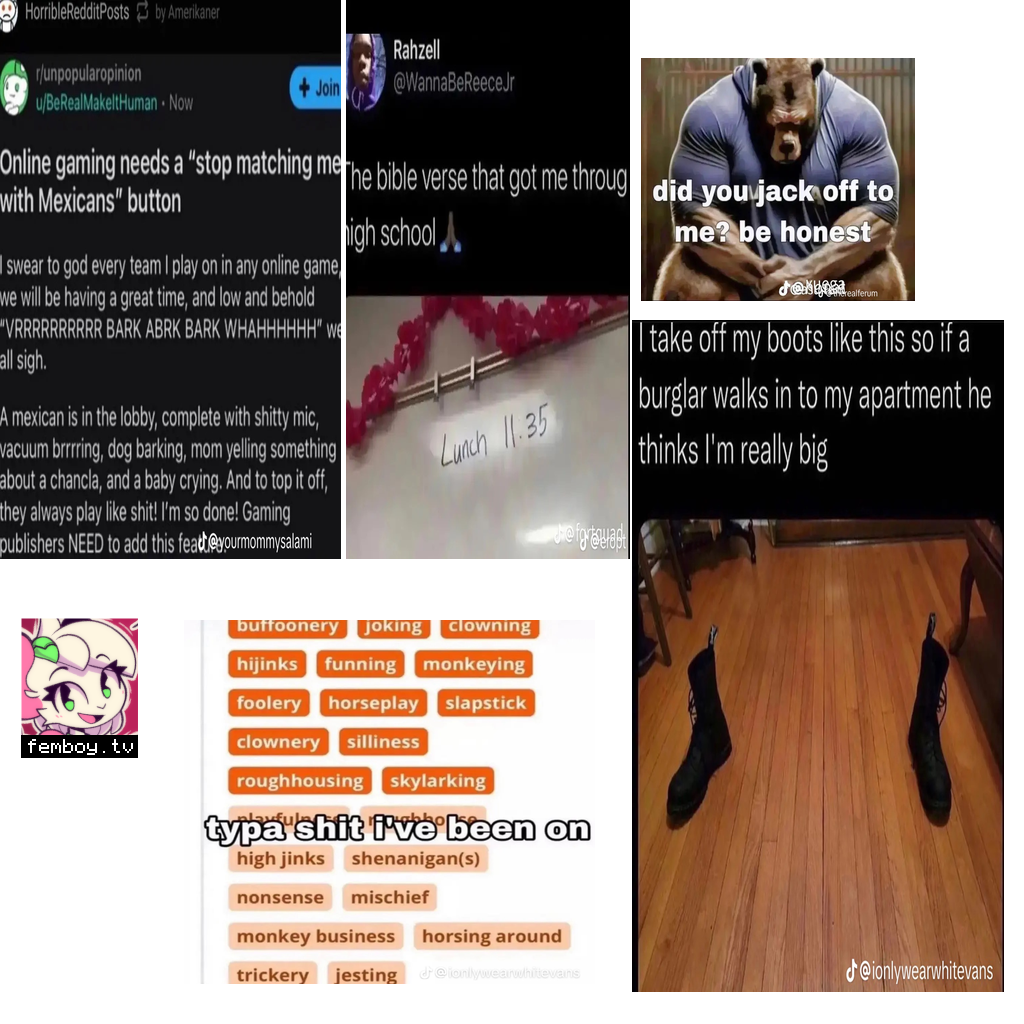 HorribleRedditPosts
by Amerikaner
r/unpopularopinion
u/BeRealMakeItHuman • Now
+ Join
Online gaming needs a “stop matching me
with Mexicans” button
I swear to god every team I play on in any online game,
we will be having a great time, and low and behold
“VRRRRRRRRR BARK ABRK BARK WHAHHHHHH” we
all sigh.
A mexican is in the lobby, complete with shitty mic,
vacuum brrrring, dog barking, mom yelling something
about a chancla, and a baby crying. And to top it off,
they always play like shit! I’m so done! Gaming
publishers NEED to add this feature.
@yourmommysalami
Rahzell
@WannaBeReeceJr
The bible verse that got me throug
high school🙏🏾
Lunch 11.35
@fortquad
did you jack off to
me? be honest
@therealferum
I take off my boots like this so if a
burglar walks in to my apartment he
thinks I'm really big
@ionlywearwhitevans
femboy.tv
buffoonery joking clowning
hijinks funning monkeying
foolery horseplay slapstick
clownery silliness
roughhousing skylarking
playfulness roughhouse
typa shit i've been on
high jinks shenanigan(s)
nonsense mischief
monkey business horsing around
trickery jesting
@ionlywearwhitevans